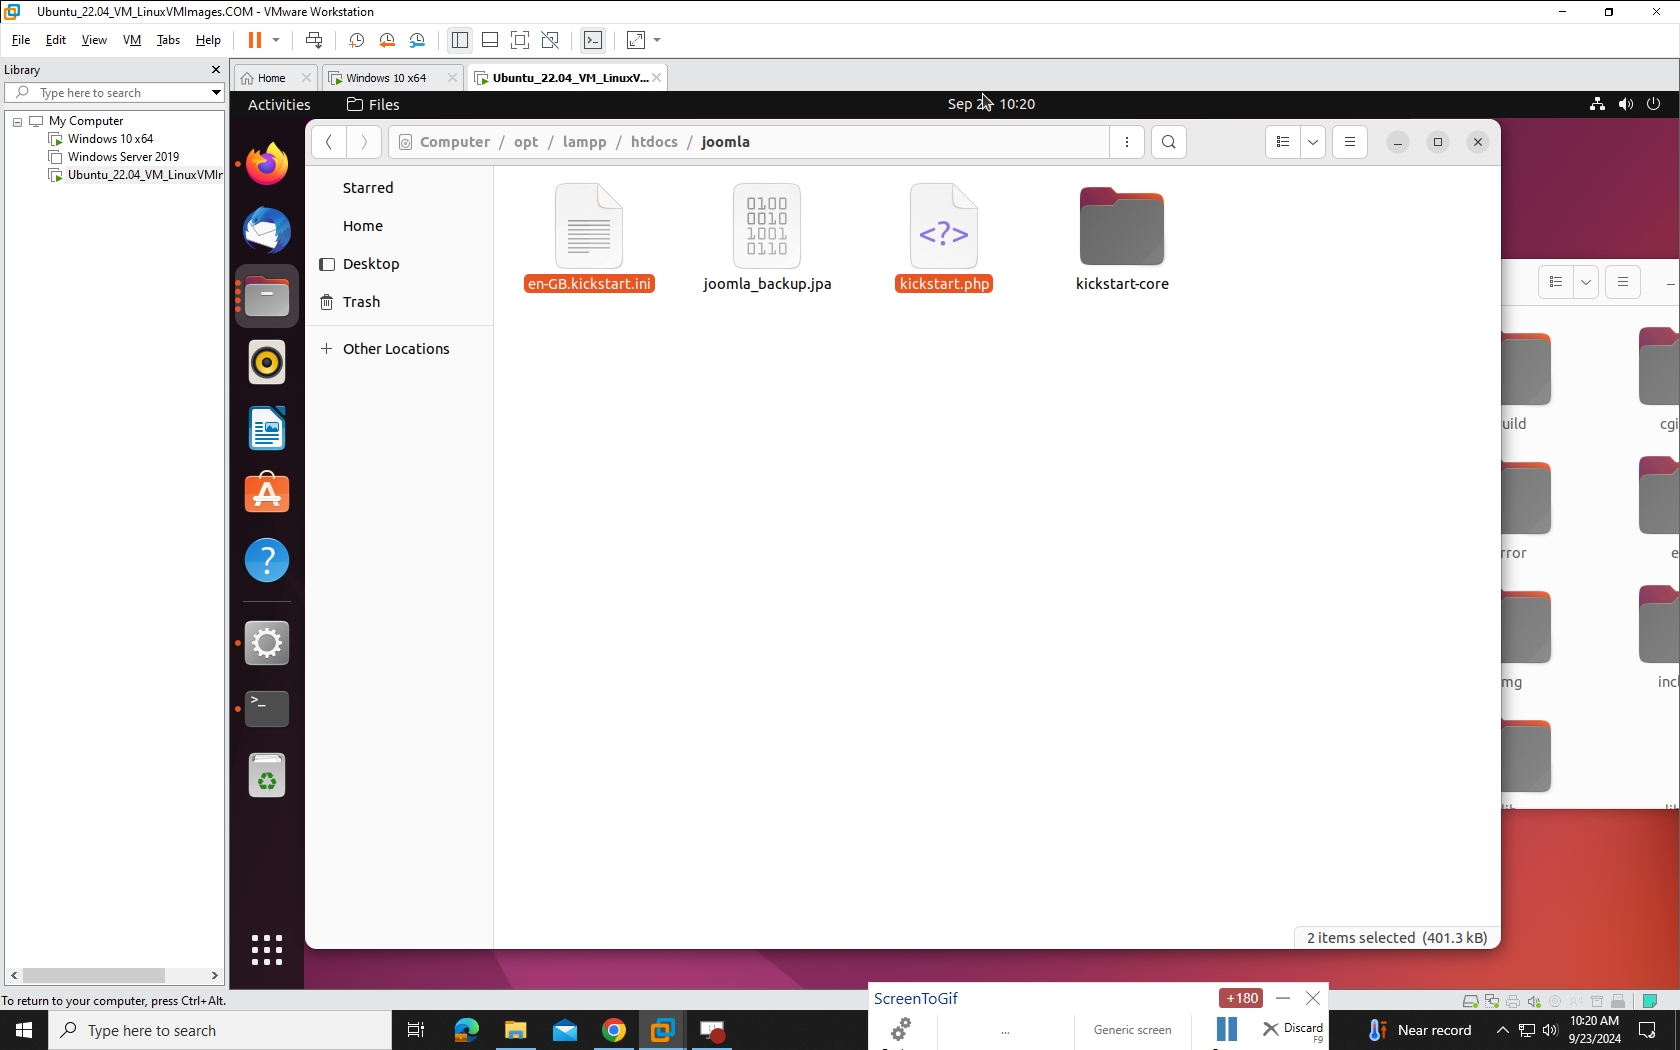 Ubuntu_22.04_VM_LinuxVMImages.COM - VMware Workstation
File Edit View VM Tabs Help
Library
Type here to search
My Computer
Windows 10 x64
Windows Server 2019
Ubuntu_22.04_VM_LinuxVMIr
Home
Windows 10 x64
Ubuntu_22.04_VM_LinuxV...
Activities Files
Sep 10:20
Computer / opt / lampp / htdocs / joomla
Starred
Home
Desktop
Trash
Other Locations
0100
0010
1001
0110
<?>
en-GB.kickstart.ini
joomla_backup.jpa
kickstart.php
kickstart-core
uild
cgi
rror
e
mg
incl
2 items selected (401.3 kB)
To return to your computer, press Ctrl+Alt.
ScreenToGif
+180
...
Generic screen
Discard
F9
Type here to search
Near record
10:20 AM
9/23/2024